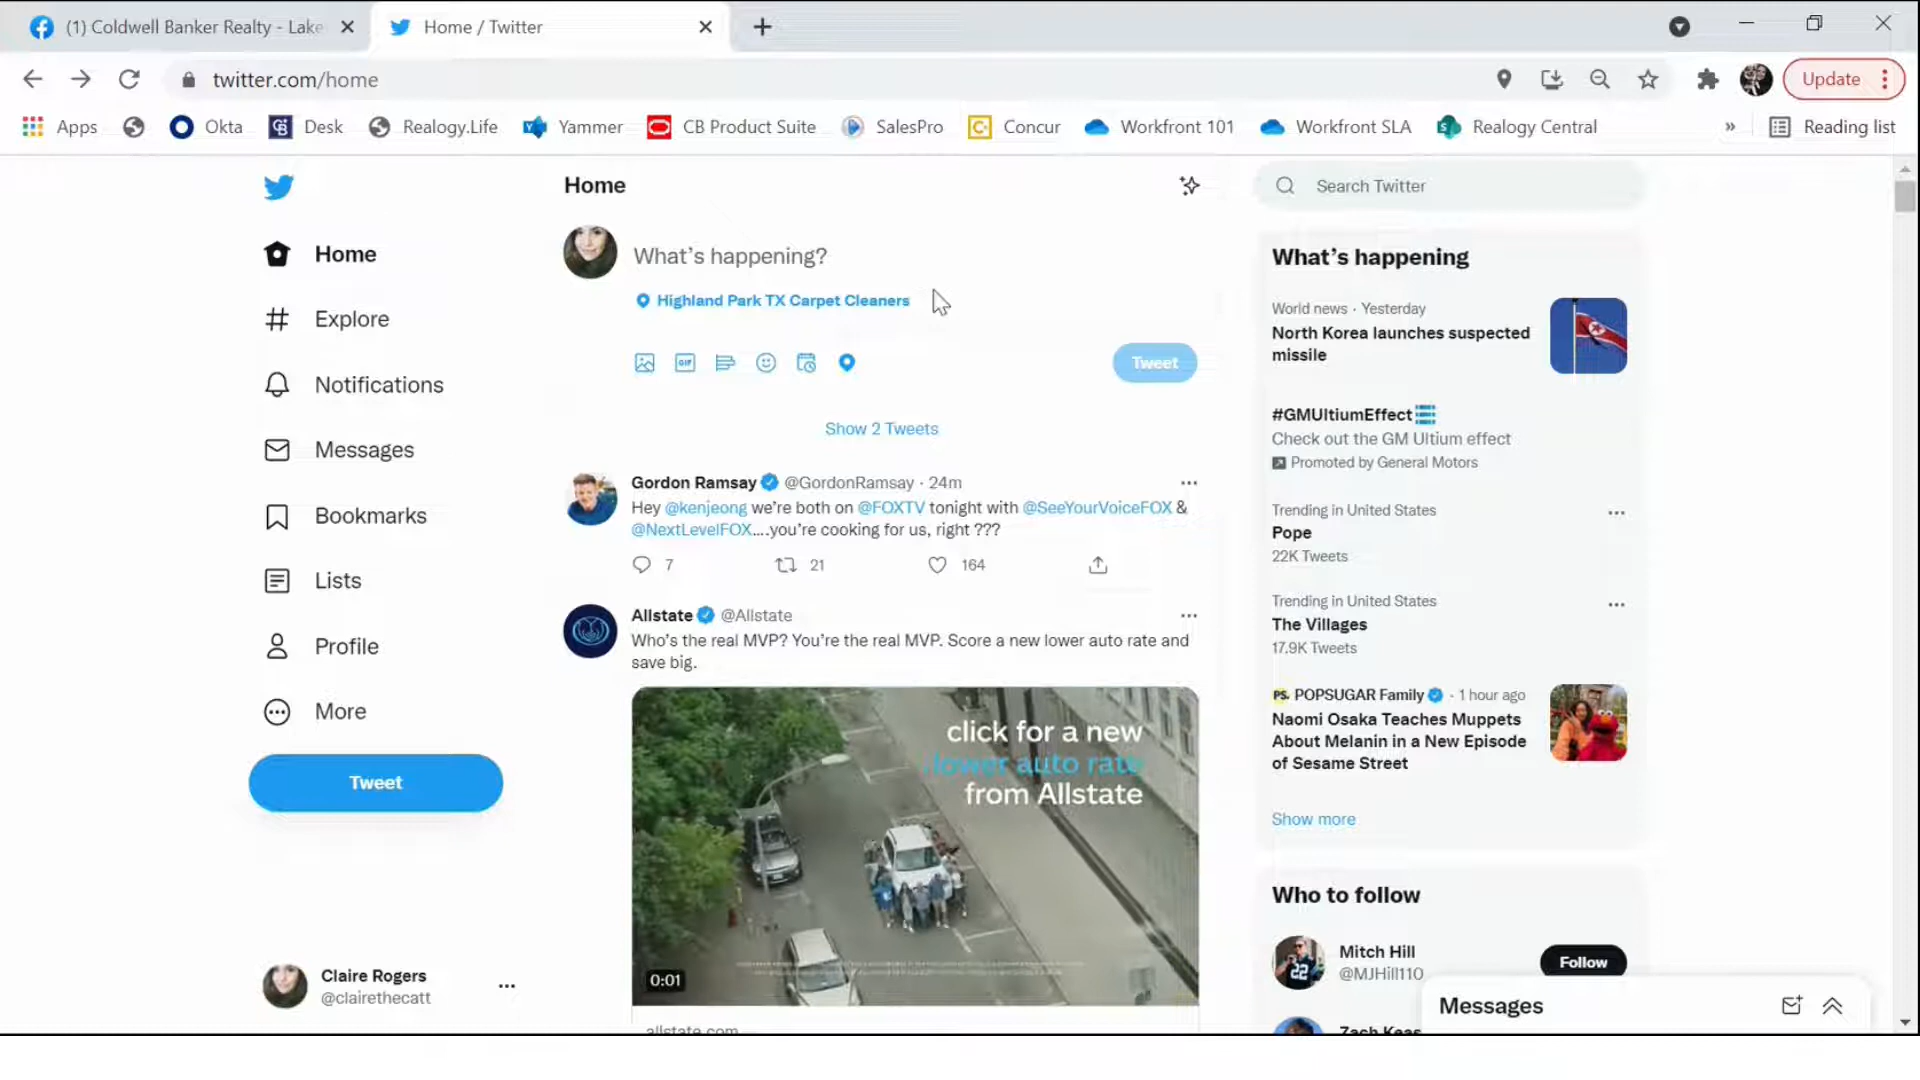 (1) Coldwell Banker Realty - Lake
Home / Twitter
twitter.com/home
Update
Apps
Okta
Desk
Realogy.Life
Yammer
CB Product Suite
SalesPro
Concur
Workfront 101
Workfront SLA
Realogy Central
»
Reading list
Home
Explore
Notifications
Messages
Bookmarks
Lists
Profile
More
Tweet
Claire Rogers
@clairethecatt
Home
What's happening?
Highland Park TX Carpet Cleaners
GIF
Tweet
Show 2 Tweets
Gordon Ramsay @GordonRamsay · 24m
Hey @kenjeong we're both on @FOXTV tonight with @SeeYourVoiceFOX &
@NextLevelFOX....you're cooking for us, right ???
7 21 164
Allstate @Allstate
Who's the real MVP? You're the real MVP. Score a new lower auto rate and
save big.
click for a new
lower auto rate
from Allstate
0:01
allstate.com
Search Twitter
What's happening
World news · Yesterday
North Korea launches suspected
missile
#GMUltiumEffect
Check out the GM Ultium effect
Promoted by General Motors
Trending in United States
Pope
22K Tweets
Trending in United States
The Villages
17.9K Tweets
PS. POPSUGAR Family · 1 hour ago
Naomi Osaka Teaches Muppets
About Melanin in a New Episode
of Sesame Street
Show more
Who to follow
Mitch Hill
@MJHill110
Follow
Zach Keas
Messages